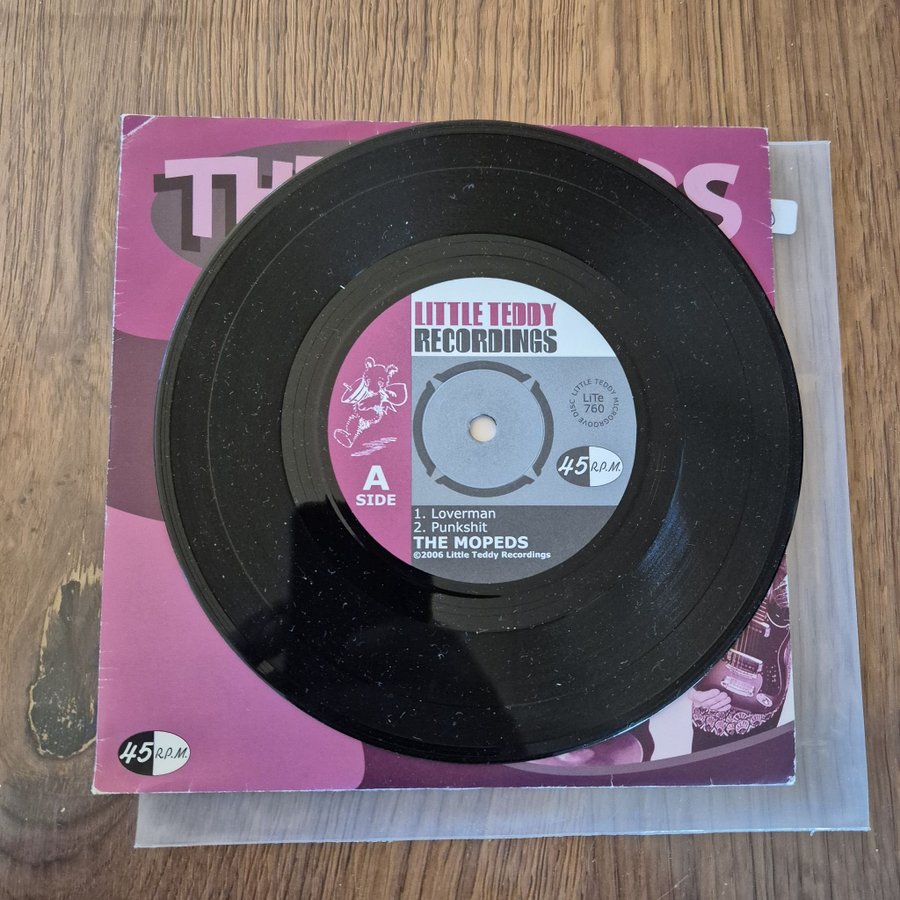 LITTLE TEDDY
RECORDINGS
LITTLE TEDDY MICROGROOVE DISC
LiTe
760
45 R.P.M.
A
SIDE
1. Loverman
2. Punkshit
THE MOPEDS
©2006 Little Teddy Recordings
45 R.P.M.